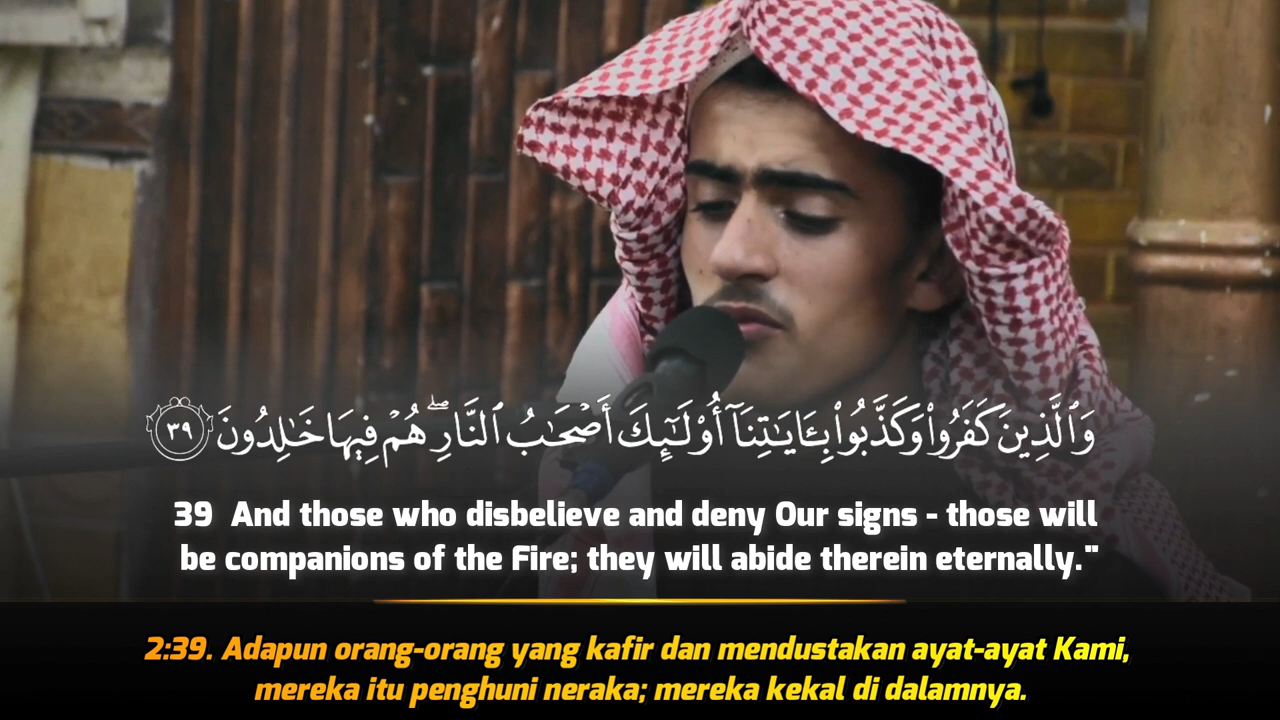 وَٱلَّذِينَ كَفَرُوا۟ وَكَذَّبُوا۟ بِـَٔايَـٰتِنَآ أُو۟لَـٰٓئِكَ أَصْحَـٰبُ ٱلنَّارِ ۖ هُمْ فِيهَا خَـٰلِدُونَ ٣٩
39 And those who disbelieve and deny Our signs - those will
be companions of the Fire; they will abide therein eternally."
2:39. Adapun orang-orang yang kafir dan mendustakan ayat-ayat Kami,
mereka itu penghuni neraka; mereka kekal di dalamnya.